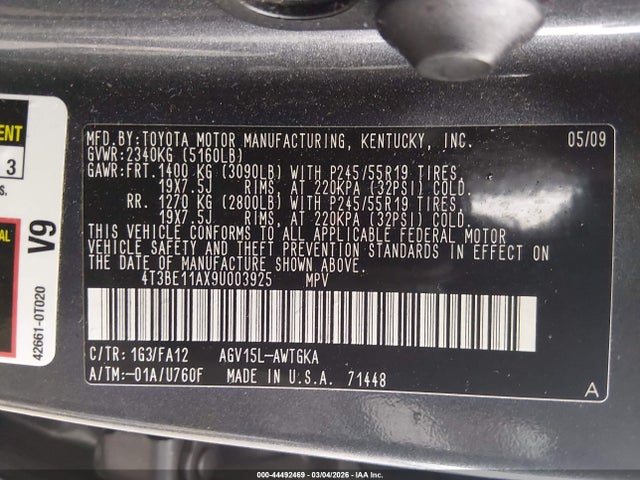 MFD.BY:TOYOTA MOTOR MANUFACTURING, KENTUCKY, INC. 05/09
GVWR:2340KG (5160LB)
GAWR:FRT. 1400 KG (3090LB) WITH P245/55R19 TIRES,
19X7.5J RIMS, AT 220KPA (32PSI) COLD.
RR. 1270 KG (2800LB) WITH P245/55R19 TIRES,
19X7.5J RIMS, AT 220KPA (32PSI) COLD.
THIS VEHICLE CONFORMS TO ALL APPLICABLE FEDERAL MOTOR
VEHICLE SAFETY AND THEFT PREVENTION STANDARDS IN EFFECT ON
THE DATE OF MANUFACTURE SHOWN ABOVE.
4T3BE11AX9U003925 MPV
C/TR: 1G3/FA12 AGV15L-AWTGKA
A/TM:-01A/U760F MADE IN U.S.A. 71448
A
3
V9
42661-0T020
000-44492469 - 03/04/2026 - IAA Inc.